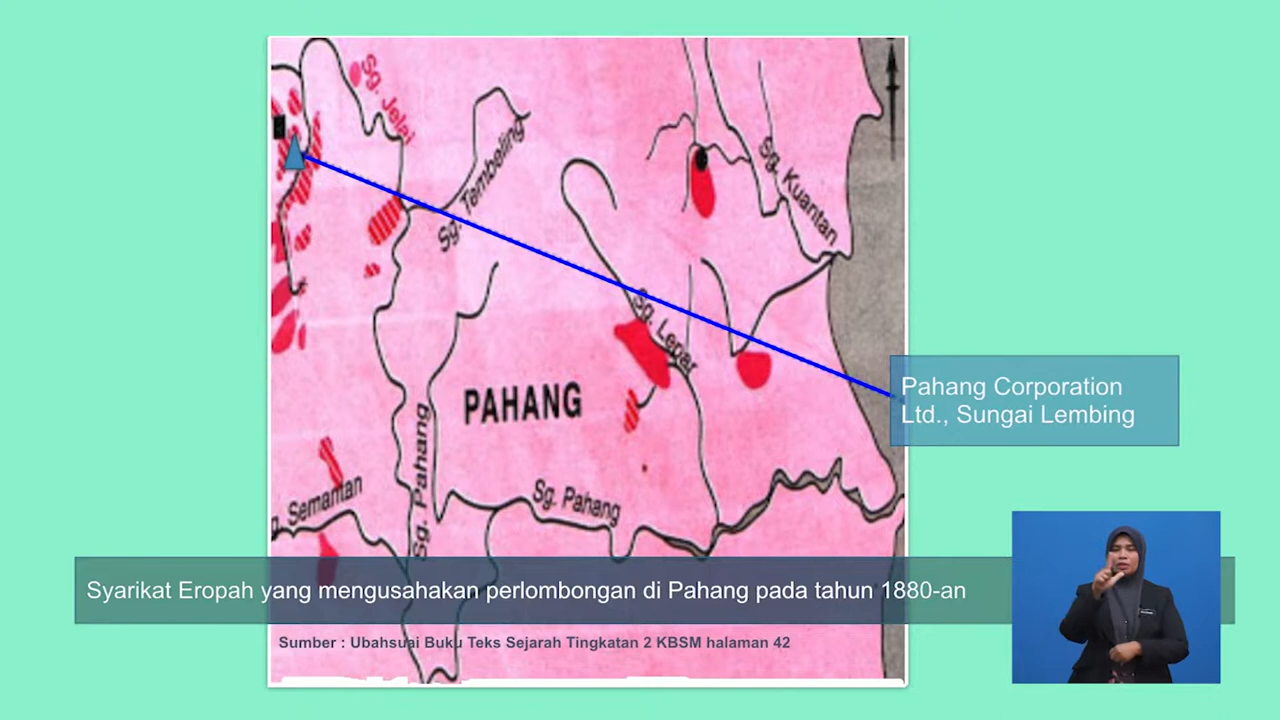 Sg. Jelai
Sg. Tembeling
Sg. Kuantan
Sg. Lepar
PAHANG
Pahang Corporation
Ltd., Sungai Lembing
Sg. Pahang
Sg. Pahang
g. Semaman
Syarikat Eropah yang mengusahakan perlombongan di Pahang pada tahun 1880-an
Sumber : Ubahsuai Buku Teks Sejarah Tingkatan 2 KBSM halaman 42